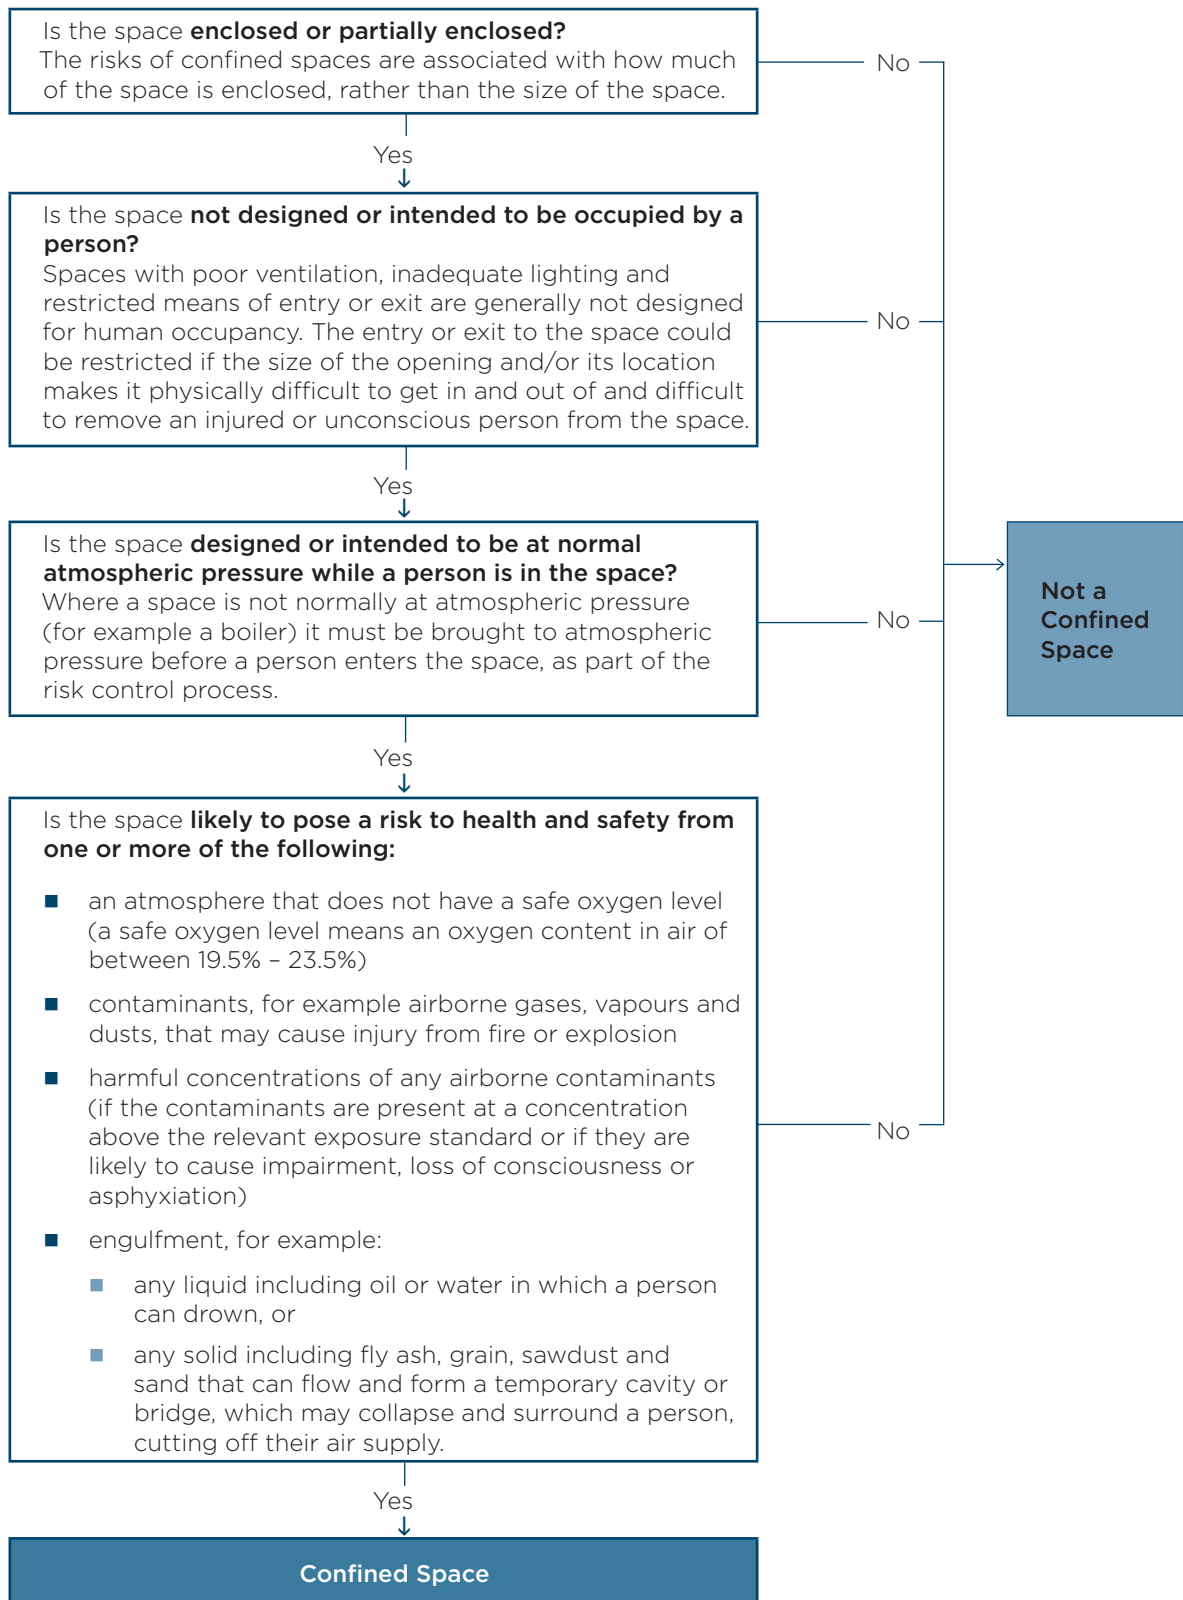 Is the space enclosed or partially enclosed?
The risks of confined spaces are associated with how much
of the space is enclosed, rather than the size of the space.
No
Yes
Is the space not designed or intended to be occupied by a
person?
Spaces with poor ventilation, inadequate lighting and
restricted means of entry or exit are generally not designed
for human occupancy. The entry or exit to the space could
be restricted if the size of the opening and/or its location
makes it physically difficult to get in and out of and difficult
to remove an injured or unconscious person from the space.
No
Yes
Is the space designed or intended to be at normal
atmospheric pressure while a person is in the space?
Where a space is not normally at atmospheric pressure
(for example a boiler) it must be brought to atmospheric
pressure before a person enters the space, as part of the
risk control process.
No
Not a
Confined
Space
Yes
Is the space likely to pose a risk to health and safety from
one or more of the following:
■ an atmosphere that does not have a safe oxygen level
(a safe oxygen level means an oxygen content in air of
between 19.5% – 23.5%)
■ contaminants, for example airborne gases, vapours and
dusts, that may cause injury from fire or explosion
■ harmful concentrations of any airborne contaminants
(if the contaminants are present at a concentration
above the relevant exposure standard or if they are
likely to cause impairment, loss of consciousness or
asphyxiation)
■ engulfment, for example:
■ any liquid including oil or water in which a person
can drown, or
■ any solid including fly ash, grain, sawdust and
sand that can flow and form a temporary cavity or
bridge, which may collapse and surround a person,
cutting off their air supply.
No
Yes
Confined Space